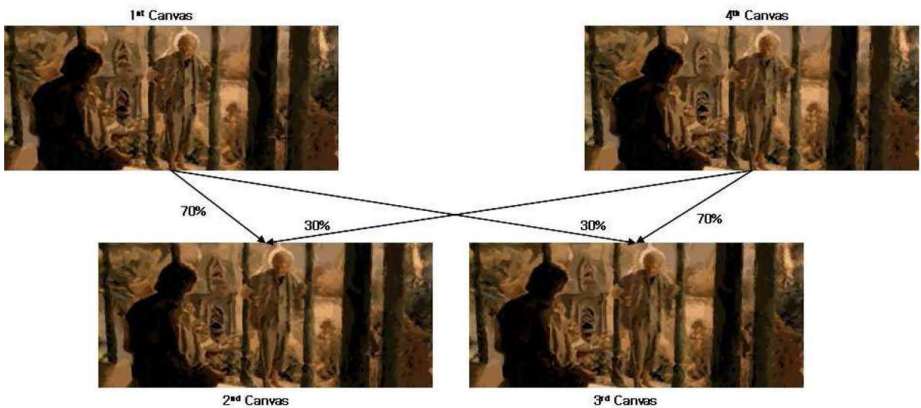 1st Canvas
4th Canvas
70%
30%
30%
70%
2nd Canvas
3rd Canvas